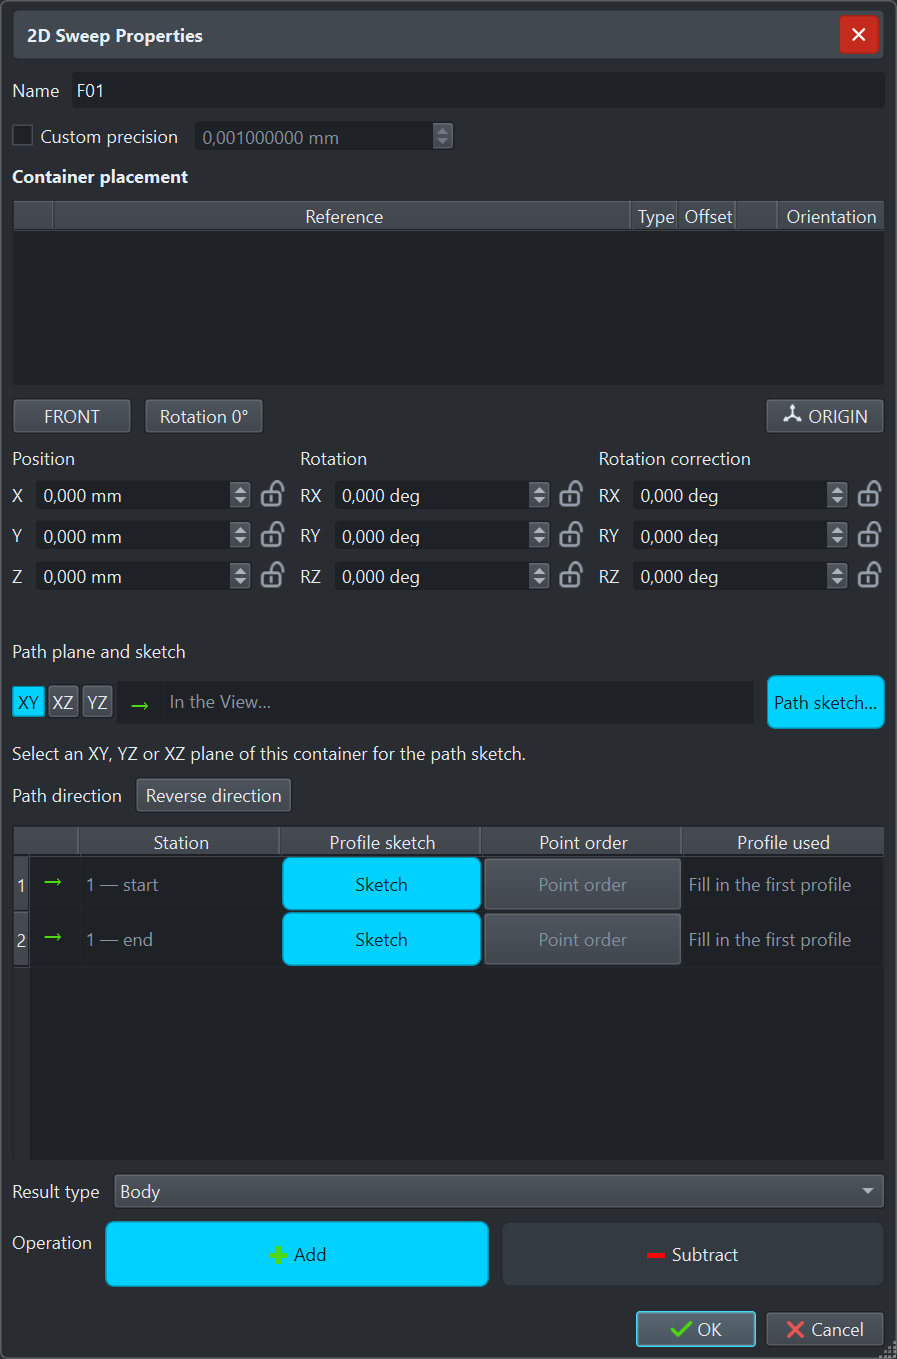 2D Sweep Properties
Name F01
Custom precision 0,001000000 mm
Container placement
Reference Type Offset Orientation
FRONT Rotation 0° ORIGIN
Position Rotation Rotation correction
X 0,000 mm RX 0,000 deg RX 0,000 deg
Y 0,000 mm RY 0,000 deg RY 0,000 deg
Z 0,000 mm RZ 0,000 deg RZ 0,000 deg
Path plane and sketch
XY XZ YZ → In the View... Path sketch...
Select an XY, YZ or XZ plane of this container for the path sketch.
Path direction Reverse direction
Station Profile sketch Point order Profile used
1 → 1 — start Sketch Point order Fill in the first profile
2 → 1 — end Sketch Point order Fill in the first profile
Result type Body
Operation Add Subtract
OK Cancel